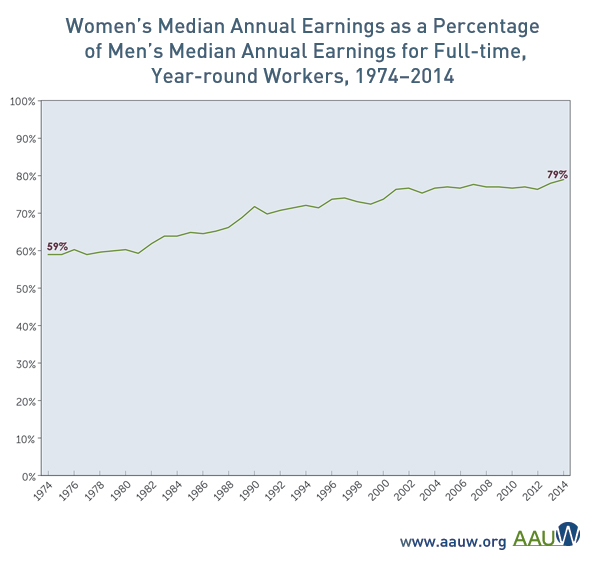 Women’s Median Annual Earnings as a Percentage
of Men’s Median Annual Earnings for Full-time,
Year-round Workers, 1974–2014
100%
90%
80%
79%
70%
59%
60%
50%
40%
30%
20%
10%
0%
1974 1976 1978 1980 1982 1984 1986 1988 1990 1992 1994 1996 1998 2000 2002 2004 2006 2008 2010 2012 2014
www.aauw.org AAUW